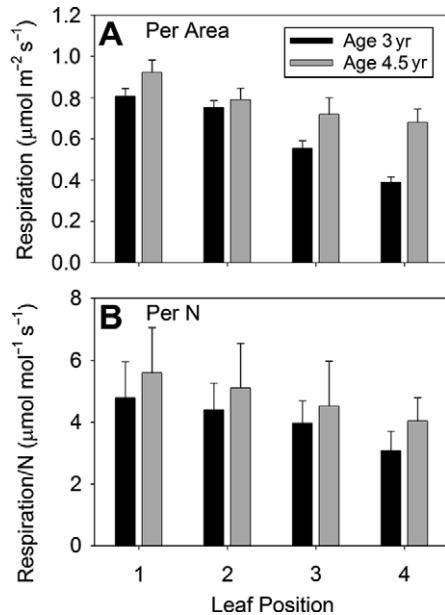 A Per Area
Age 3 yr
Age 4.5 yr
Respiration (μmol m⁻² s⁻¹)
1.2
1.0
0.8
0.6
0.4
0.2
0.0
B Per N
Respiration/N (μmol mol⁻¹ s⁻¹)
8
6
4
2
0
1 2 3 4
Leaf Position